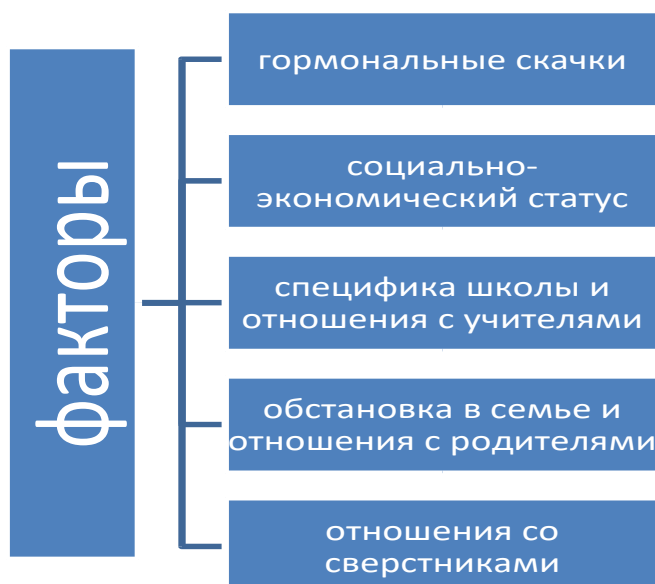 факторы
гормональные скачки
социально-
экономический статус
специфика школы и
отношения с учителями
обстановка в семье и
отношения с родителями
отношения со
сверстниками